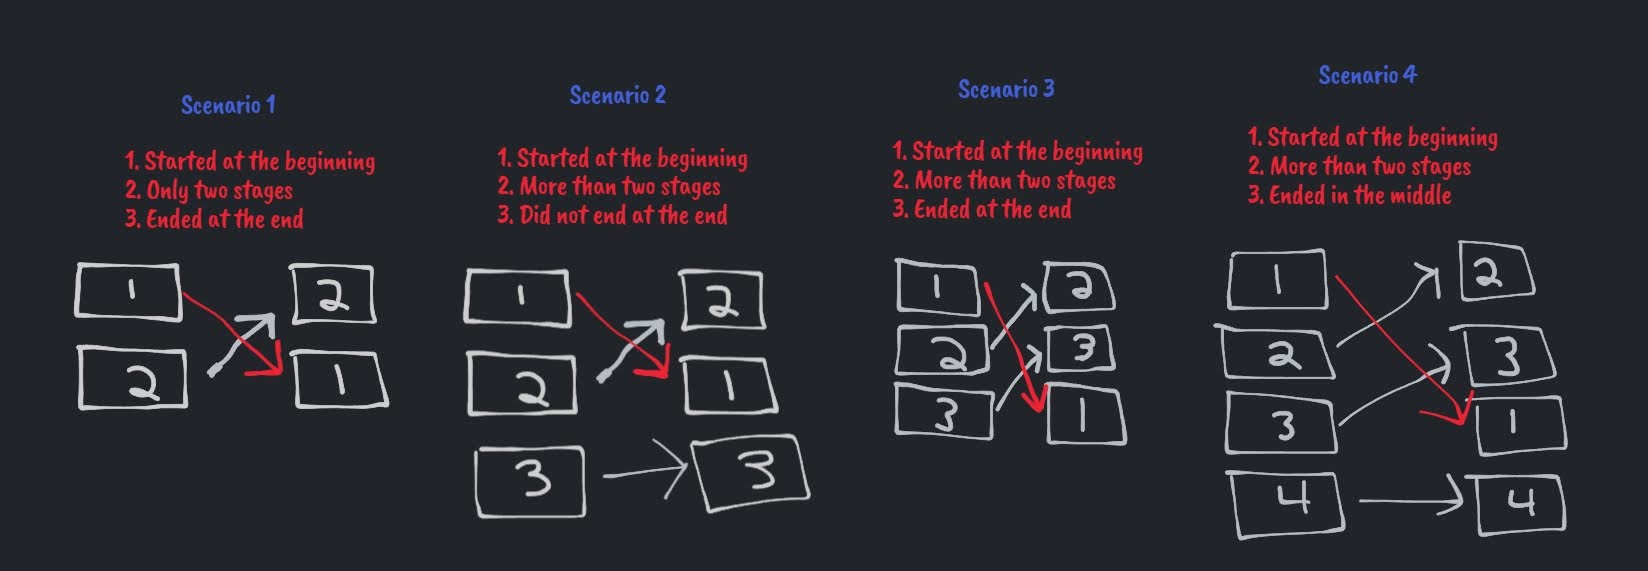 Scenario 1
1. Started at the beginning
2. Only two stages
3. Ended at the end
1
2
2
1
Scenario 2
1. Started at the beginning
2. More than two stages
3. Did not end at the end
1
2
3
2
1
3
Scenario 3
1. Started at the beginning
2. More than two stages
3. Ended at the end
1
2
3
2
3
1
Scenario 4
1. Started at the beginning
2. More than two stages
3. Ended in the middle
1
2
3
4
2
3
1
4